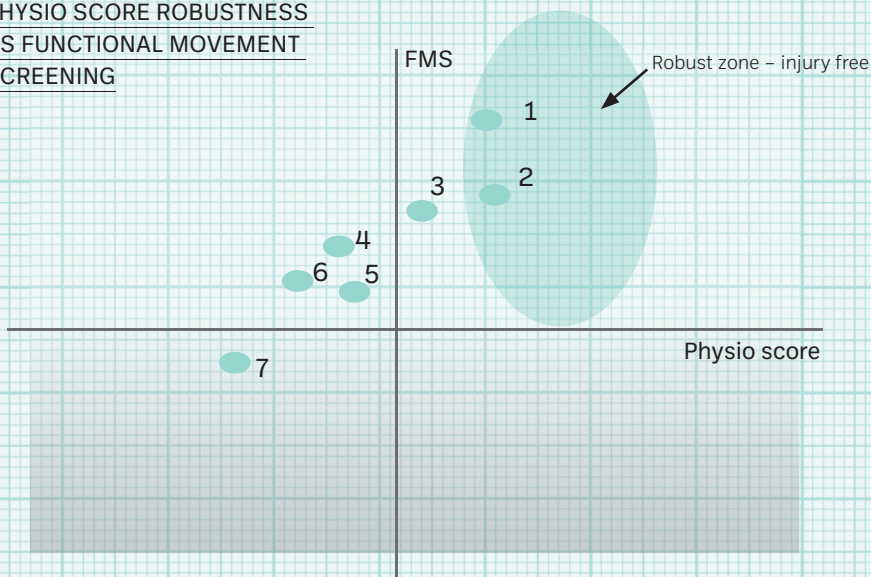 HYSIO SCORE ROBUSTNESS
S FUNCTIONAL MOVEMENT
CREENING
FMS
Robust zone – injury free
1
2
3
4
5
6
7
Physio score